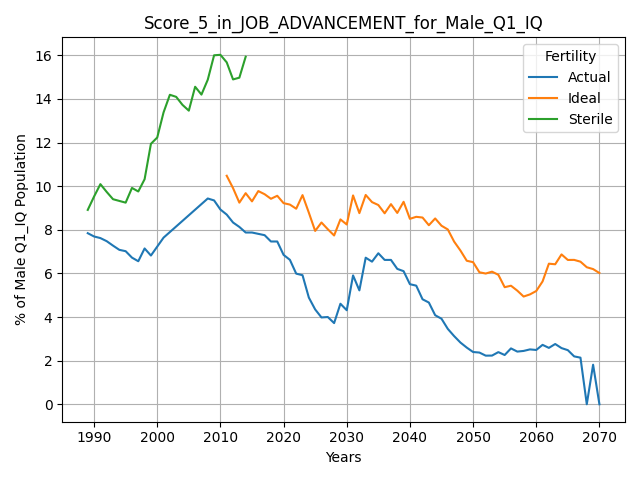 Score_5_in_JOB_ADVANCEMENT_for_Male_Q1_IQ
% of Male Q1_IQ Population
16
14
12
10
8
6
4
2
0
Fertility
Actual
Ideal
Sterile
1990 2000 2010 2020 2030 2040 2050 2060 2070
Years